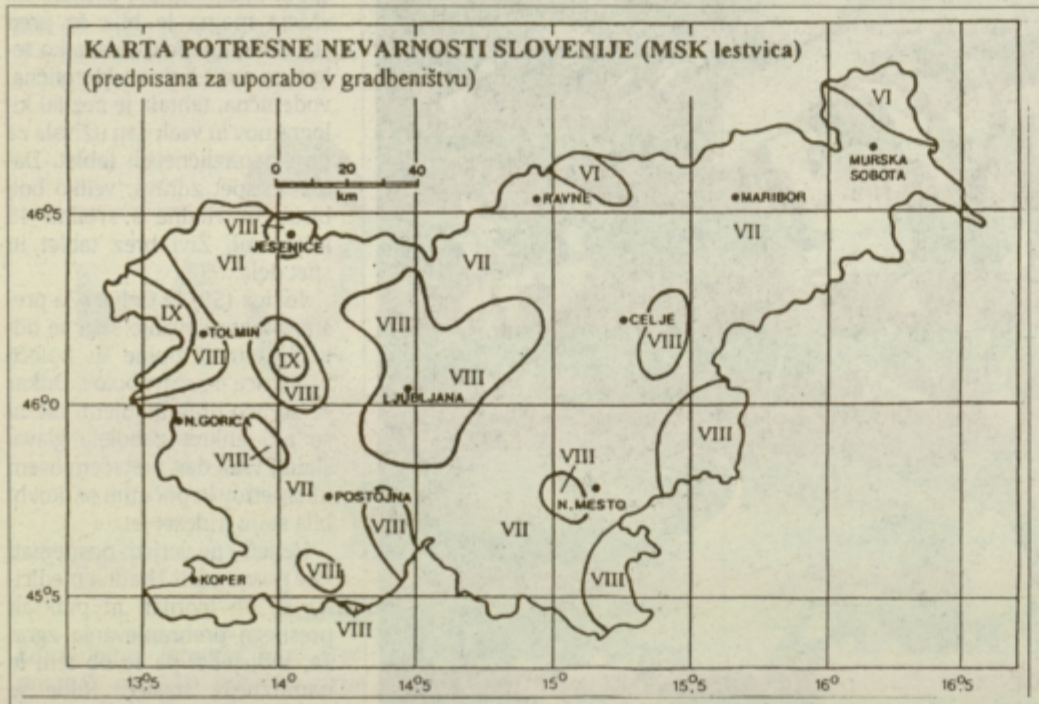 KARTA POTRESNE NEVARNOSTI SLOVENIJE (MSK lestvica)
(predpisana za uporabo v gradbeništvu)
0 20 40
km
VI
MURSKA
SOBOTA
VI
RAVNE
MARIBOR
46°5
VIII
JESENICE
VII
VII
VII
IX
TOLMIN
VIII
CELJE
VIII
IX
VIII
VIII
VIII
LJUBLJANA
46°0
N.GORICA
VIII
VIII
VIII
VII
POSTOJNA
N. MESTO
VIII
VII
VIII
VIII
KOPER
45°5
VIII
13°5 14°0 14°5 15°0 15°5 16°0 16°5